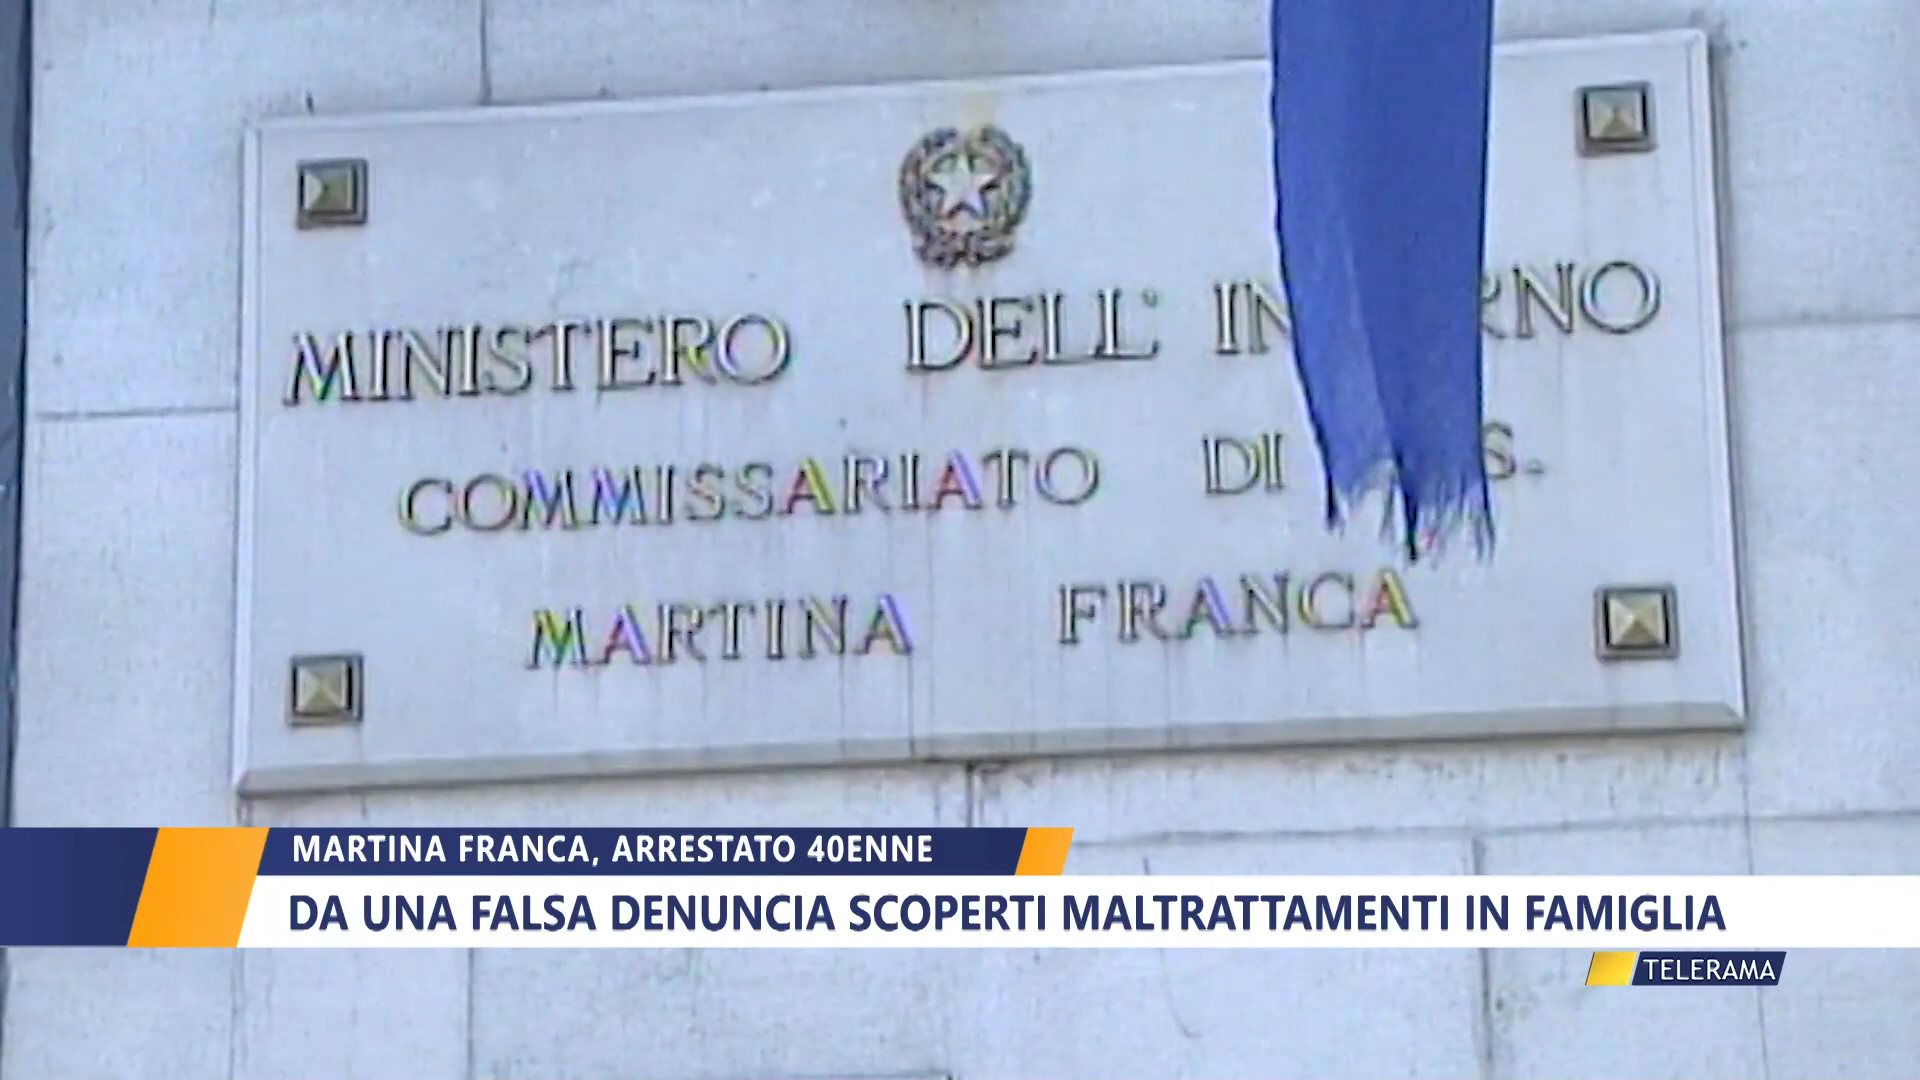 MINISTERO DELL' IN RNO
COMMISSARIATO DI S.
MARTINA FRANCA
MARTINA FRANCA, ARRESTATO 40ENNE
DA UNA FALSA DENUNCIA SCOPERTI MALTRATTAMENTI IN FAMIGLIA
TELERAMA